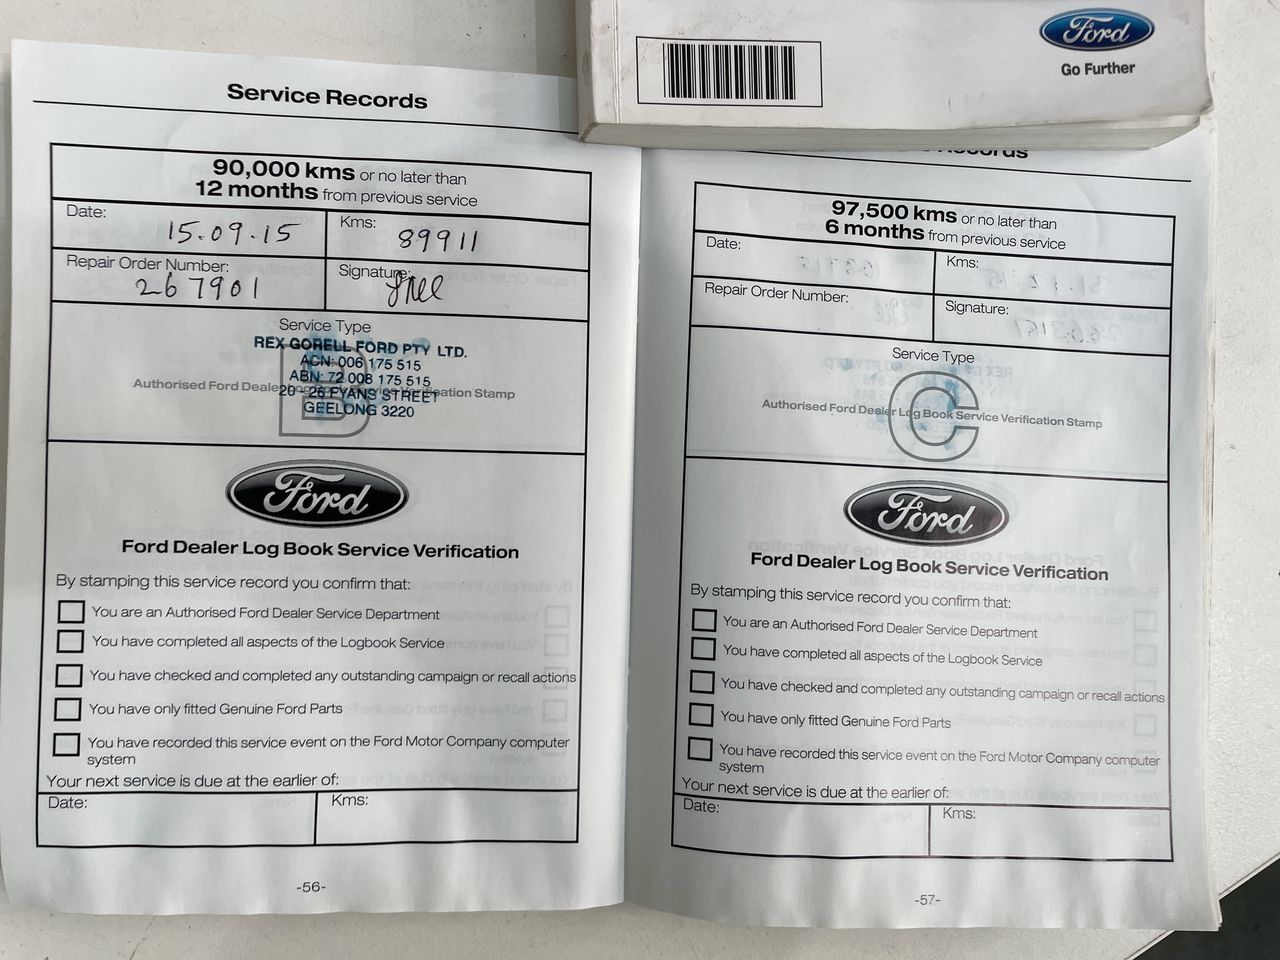 Ford
Go Further
Service Records
90,000 kms or no later than
12 months from previous service
Date: 15.09.15
Kms: 89911
Repair Order Number: 267901
Signature:
Service Type
REX GORELL FORD PTY LTD.
ACN: 006 175 515
ABN: 72 008 175 515
Authorised Ford Dealer Log Book Service Verification Stamp
20 - 26 FYANS STREET
GEELONG 3220
B
Ford
Ford Dealer Log Book Service Verification
By stamping this service record you confirm that:
You are an Authorised Ford Dealer Service Department
You have completed all aspects of the Logbook Service
You have checked and completed any outstanding campaign or recall actions
You have only fitted Genuine Ford Parts
You have recorded this service event on the Ford Motor Company computer
system
Your next service is due at the earlier of:
Date:
Kms:
-56-
Records
97,500 kms or no later than
6 months from previous service
Date:
Kms:
Repair Order Number:
Signature:
Service Type
C
Authorised Ford Dealer Log Book Service Verification Stamp
Ford
Ford Dealer Log Book Service Verification
By stamping this service record you confirm that:
You are an Authorised Ford Dealer Service Department
You have completed all aspects of the Logbook Service
You have checked and completed any outstanding campaign or recall actions
You have only fitted Genuine Ford Parts
You have recorded this service event on the Ford Motor Company computer
system
Your next service is due at the earlier of:
Date:
Kms:
-57-